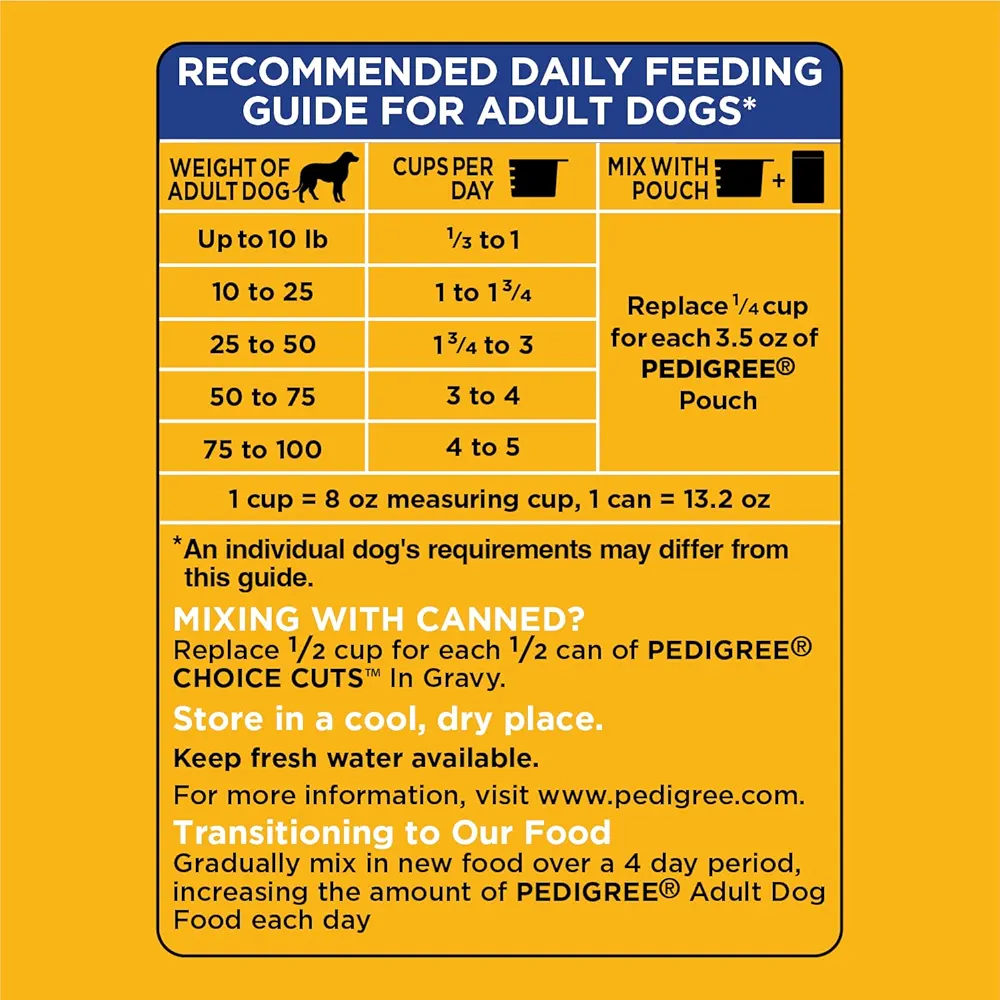 RECOMMENDED DAILY FEEDING
GUIDE FOR ADULT DOGS*
WEIGHT OF
ADULT DOG
CUPS PER
DAY
MIX WITH
POUCH
+
Up to 10 lb
1/3 to 1
10 to 25
1 to 1 3/4
25 to 50
1 3/4 to 3
50 to 75
3 to 4
75 to 100
4 to 5
Replace 1/4 cup
for each 3.5 oz of
PEDIGREE®
Pouch
1 cup = 8 oz measuring cup, 1 can = 13.2 oz
*An individual dog's requirements may differ from
this guide.
MIXING WITH CANNED?
Replace 1/2 cup for each 1/2 can of PEDIGREE®
CHOICE CUTS™ In Gravy.
Store in a cool, dry place.
Keep fresh water available.
For more information, visit www.pedigree.com.
Transitioning to Our Food
Gradually mix in new food over a 4 day period,
increasing the amount of PEDIGREE® Adult Dog
Food each day